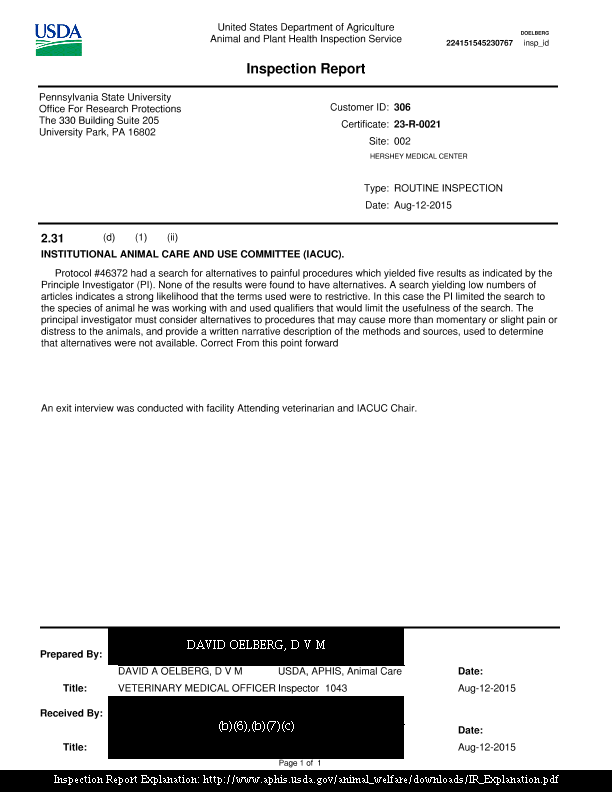 USDA
United States Department of Agriculture
Animal and Plant Health Inspection Service
DOELBERG
224151545230767 insp_id
Inspection Report
Pennsylvania State University
Office For Research Protections
The 330 Building Suite 205
University Park, PA 16802
Customer ID: 306
Certificate: 23-R-0021
Site: 002
HERSHEY MEDICAL CENTER
Type: ROUTINE INSPECTION
Date: Aug-12-2015
2.31 (d) (1) (ii)
INSTITUTIONAL ANIMAL CARE AND USE COMMITTEE (IACUC).
Protocol #46372 had a search for alternatives to painful procedures which yielded five results as indicated by the
Principle Investigator (PI). None of the results were found to have alternatives. A search yielding low numbers of
articles indicates a strong likelihood that the terms used were to restrictive. In this case the PI limited the search to
the species of animal he was working with and used qualifiers that would limit the usefulness of the search. The
principal investigator must consider alternatives to procedures that may cause more than momentary or slight pain or
distress to the animals, and provide a written narrative description of the methods and sources, used to determine
that alternatives were not available. Correct From this point forward
An exit interview was conducted with facility Attending veterinarian and IACUC Chair.
Prepared By: DAVID OELBERG, D V M
DAVID A OELBERG, D V M USDA, APHIS, Animal Care Date:
Title: VETERINARY MEDICAL OFFICER Inspector 1043 Aug-12-2015
Received By: (b)(6),(b)(7)(c)
Date:
Title: Aug-12-2015
Page 1 of 1
Inspection Report Explanation: http://www.aphis.usda.gov/animal_welfare/downloads/IR_Explanation.pdf